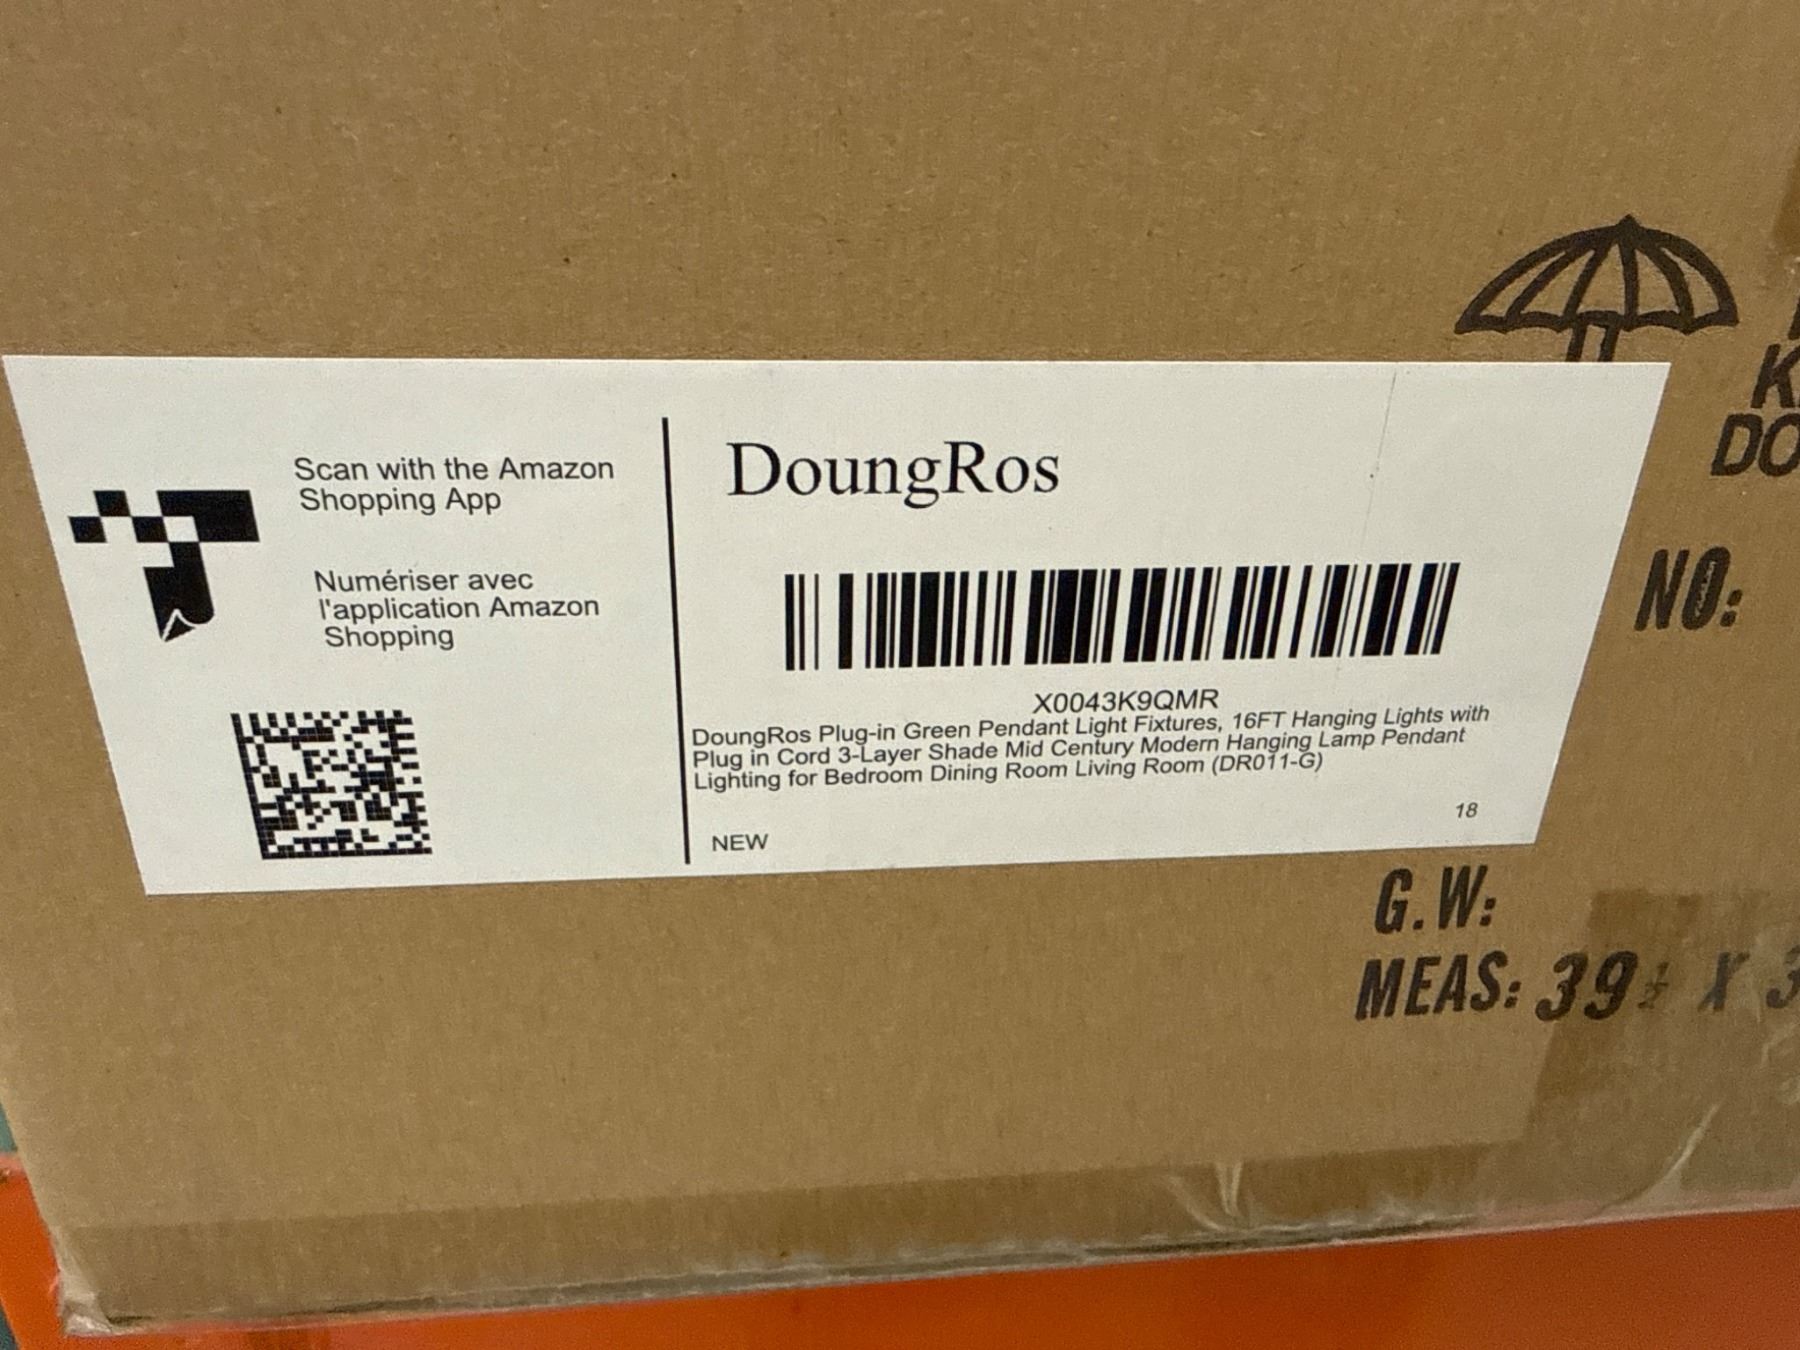 Scan with the Amazon
Shopping App
Numériser avec
l'application Amazon
Shopping
DoungRos
X0043K9QMR
DoungRos Plug-in Green Pendant Light Fixtures, 16FT Hanging Lights with
Plug in Cord 3-Layer Shade Mid Century Modern Hanging Lamp Pendant
Lighting for Bedroom Dining Room Living Room (DR011-G)
18
NEW
NO:
G.W:
MEAS: 39½ X